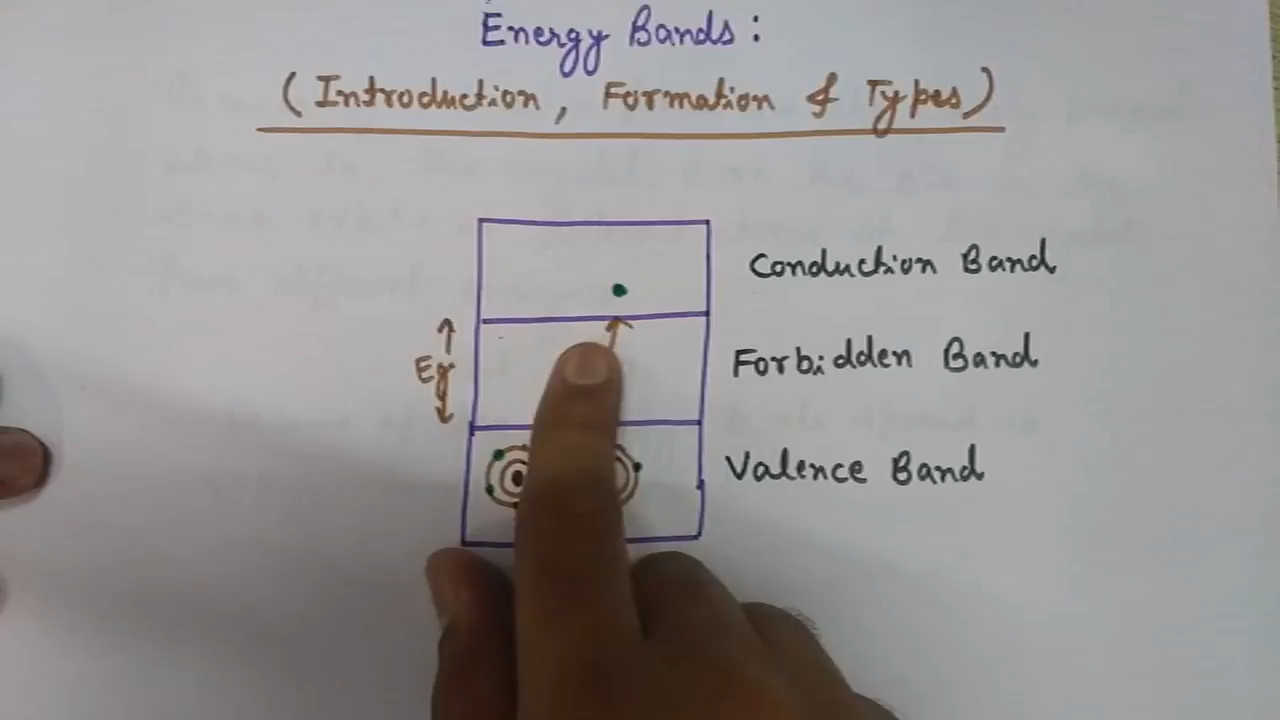 Energy Bands:
(Introduction, Formation & Types)
Conduction Band
Forbidden Band
Eg
Valence Band